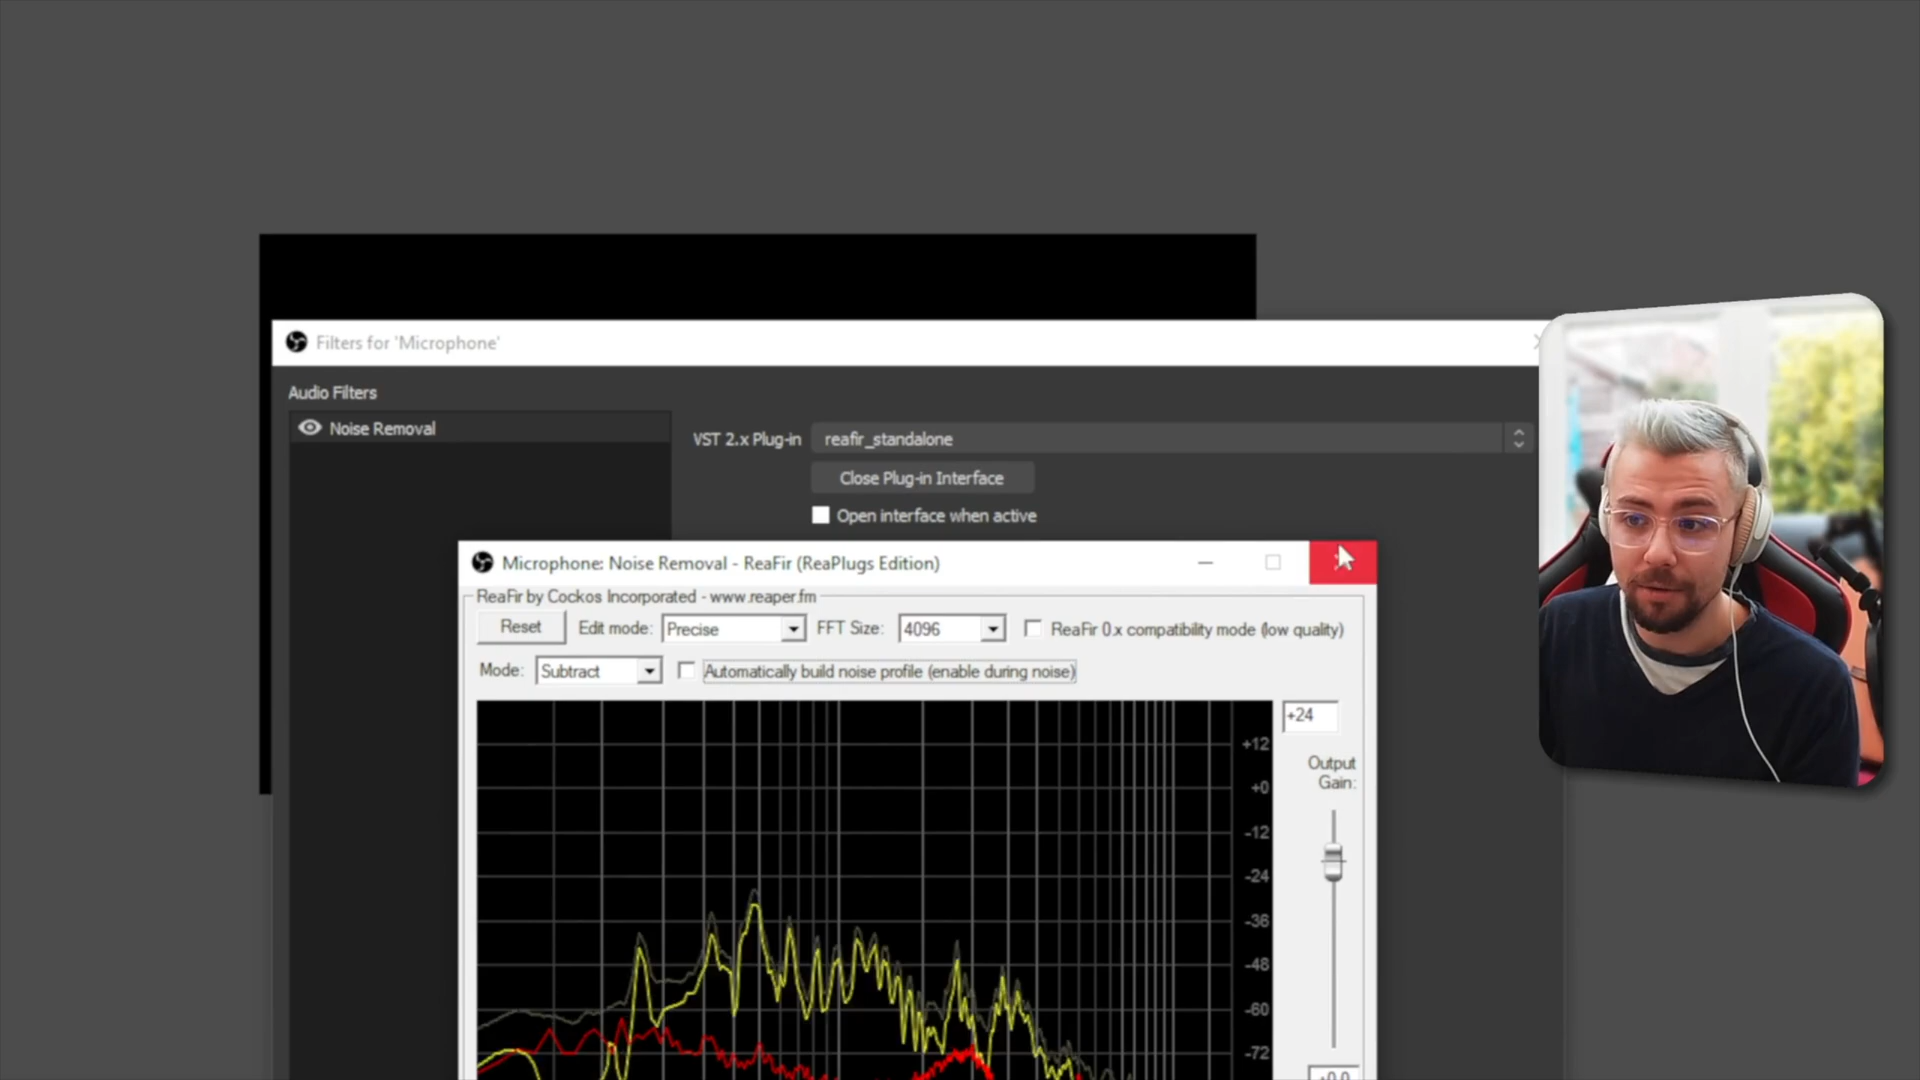 Filters for 'Microphone'
Audio Filters
Noise Removal
VST 2.x Plug-in
reafir_standalone
Close Plug-in Interface
Open interface when active
Microphone: Noise Removal - ReaFir (ReaPlugs Edition)
ReaFir by Cockos Incorporated - www.reaper.fm
Reset
Edit mode:
Precise
FFT Size:
4096
ReaFir 0.x compatibility mode (low quality)
Mode:
Subtract
Automatically build noise profile (enable during noise)
+24
+12
+0
-12
-24
-36
-48
-60
-72
Output
Gain: